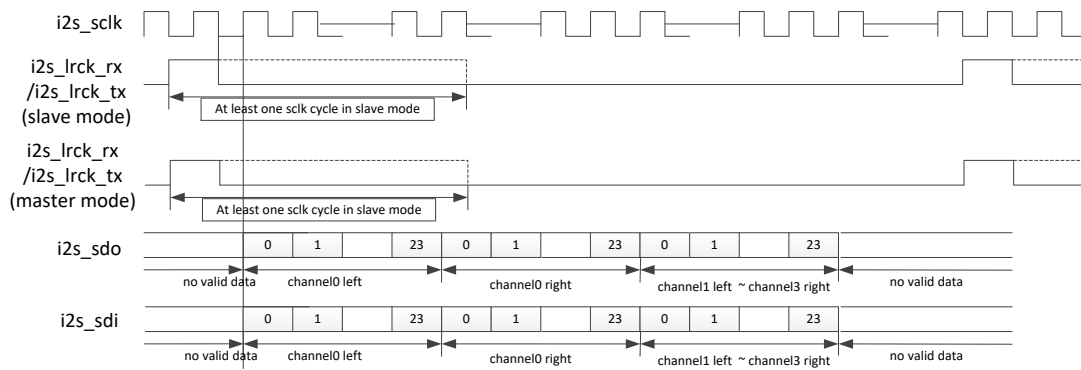 i2s_sclk
i2s_lrck_rx
/i2s_lrck_tx
(slave mode)
At least one sclk cycle in slave mode
i2s_lrck_rx
/i2s_lrck_tx
(master mode)
At least one sclk cycle in slave mode
i2s_sdo
0 1 23 0 1 23 0 1 23
no valid data channel0 left channel0 right channel1 left ~ channel3 right no valid data
i2s_sdi
0 1 23 0 1 23 0 1 23
no valid data channel0 left channel0 right channel1 left ~ channel3 right no valid data